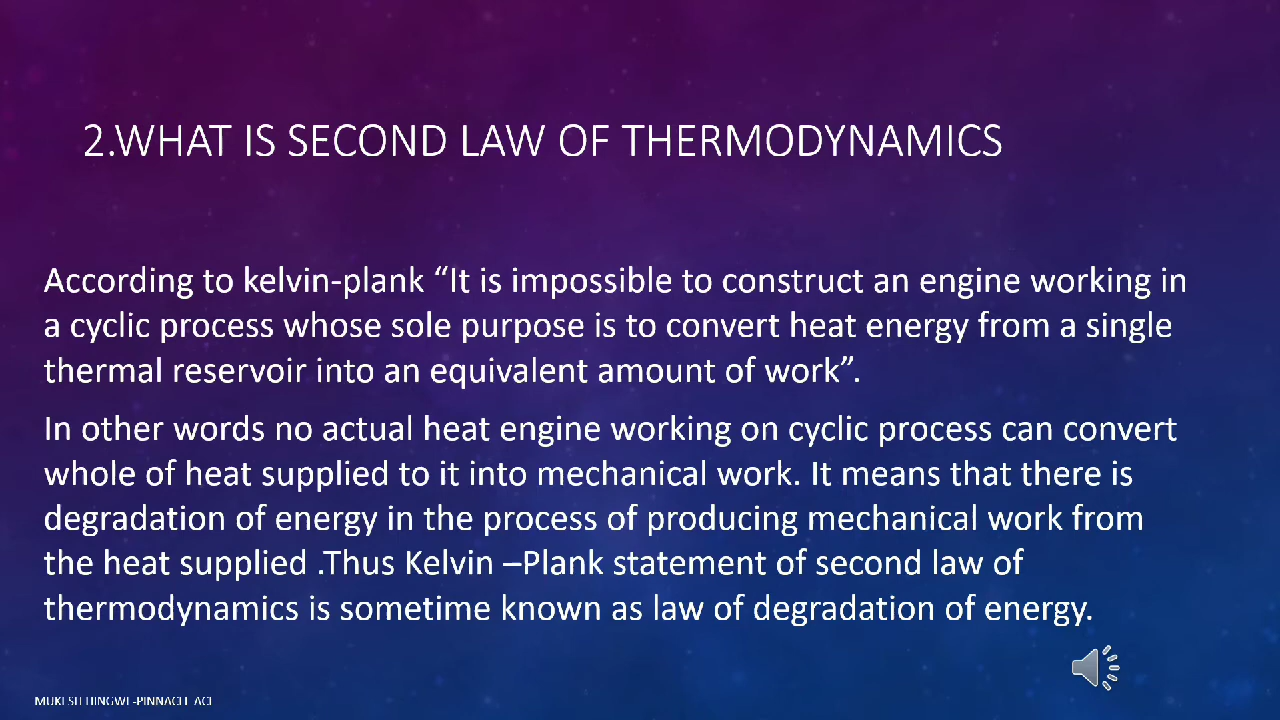 2.WHAT IS SECOND LAW OF THERMODYNAMICS
According to kelvin-plank “It is impossible to construct an engine working in
a cyclic process whose sole purpose is to convert heat energy from a single
thermal reservoir into an equivalent amount of work”.
In other words no actual heat engine working on cyclic process can convert
whole of heat supplied to it into mechanical work. It means that there is
degradation of energy in the process of producing mechanical work from
the heat supplied .Thus Kelvin –Plank statement of second law of
thermodynamics is sometime known as law of degradation of energy.